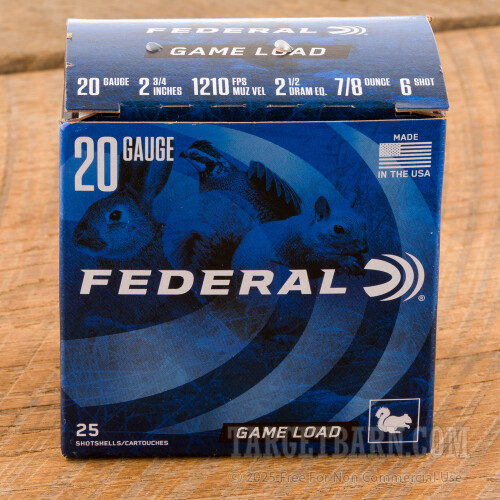 FEDERAL
GAME LOAD
20 GAUGE 2 3/4 INCHES 1210 FPS MUZ VEL 2 1/2 DRAM EQ. 7/8 OUNCE 6 SHOT
20 GAUGE
MADE
IN THE USA
FEDERAL®
25
SHOTSHELLS/CARTOUCHES
GAME LOAD
TARGETBARN.COM
© 2025 Free For Non-Commercial Use